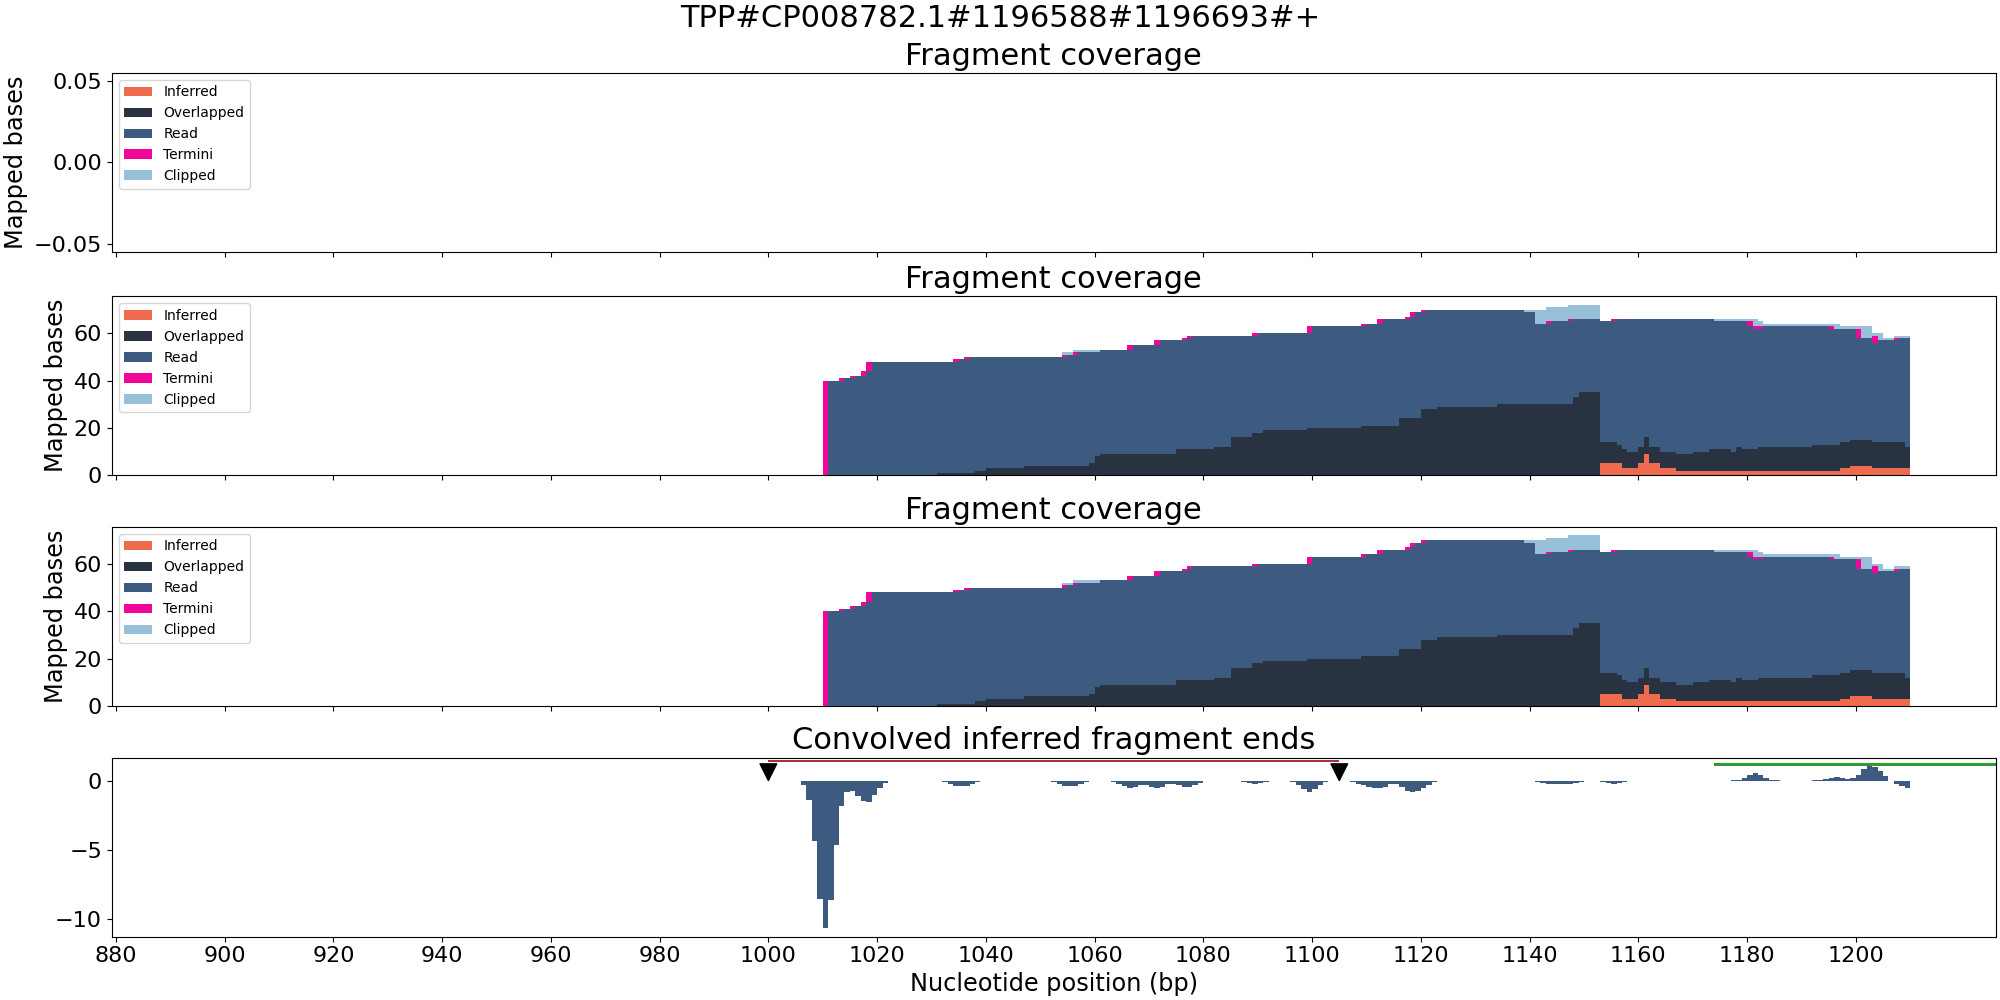 TPP#CP008782.1#1196588#1196693#+
Fragment coverage
Mapped bases
0.05
0.00
−0.05
Inferred
Overlapped
Read
Termini
Clipped
Fragment coverage
Mapped bases
60
40
20
0
Inferred
Overlapped
Read
Termini
Clipped
Fragment coverage
Mapped bases
60
40
20
0
Inferred
Overlapped
Read
Termini
Clipped
Convolved inferred fragment ends
0
−5
−10
880 900 920 940 960 980 1000 1020 1040 1060 1080 1100 1120 1140 1160 1180 1200
Nucleotide position (bp)